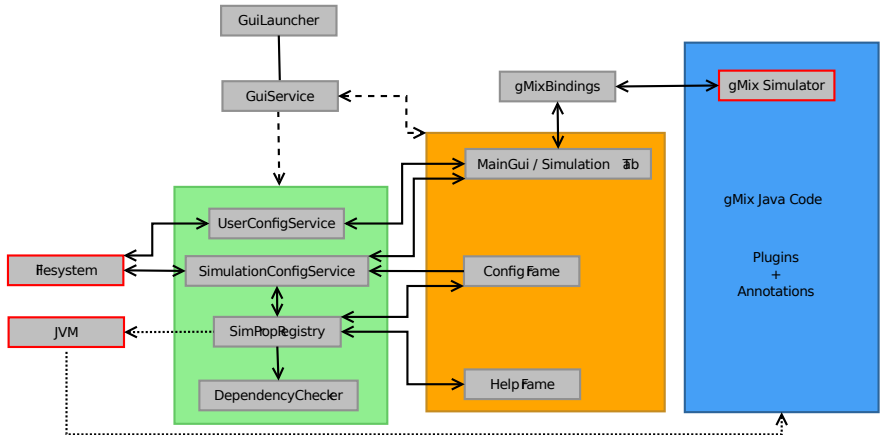 GuiLauncher
GuiService
gMixBindings
gMix Simulator
MainGui / Simulation Tab
gMix Java Code
UserConfigService
Filesystem
SimulationConfigService
ConfigFrame
Plugins
+
Annotations
JVM
SimPropRegistry
HelpFrame
DependencyChecker